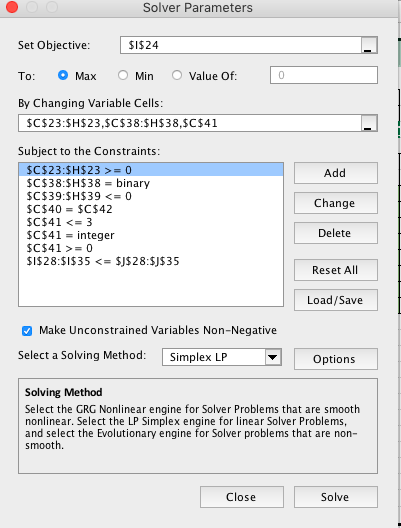 Solver Parameters
Set Objective: $I$24
To: Max Min Value Of: 0
By Changing Variable Cells:
$C$23:$H$23,$C$38:$H$38,$C$41
Subject to the Constraints:
$C$23:$H$23 >= 0
$C$38:$H$38 = binary
$C$39:$H$39 <= 0
$C$40 = $C$42
$C$41 <= 3
$C$41 = integer
$C$41 >= 0
$I$28:$I$35 <= $J$28:$J$35
Add
Change
Delete
Reset All
Load/Save
Make Unconstrained Variables Non-Negative
Select a Solving Method: Simplex LP Options
Solving Method
Select the GRG Nonlinear engine for Solver Problems that are smooth
nonlinear. Select the LP Simplex engine for linear Solver Problems,
and select the Evolutionary engine for Solver problems that are non-
smooth.
Close Solve